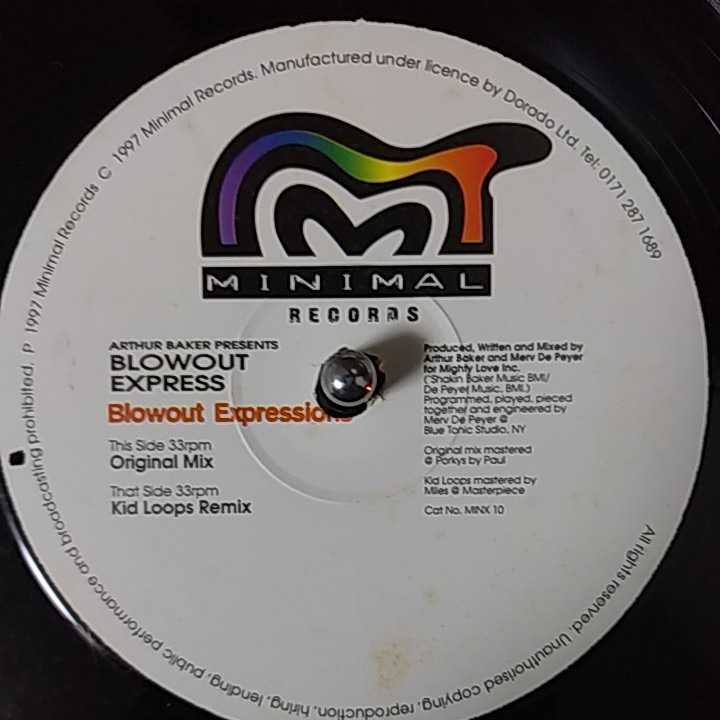 P 1997 Minimal Records C 1997 Minimal Records. Manufactured under licence by Dorado Ltd. Tel: 0171 287 1689
MINIMAL
RECORDS
ARTHUR BAKER PRESENTS
BLOWOUT
EXPRESS
Blowout Expressions
This Side 33rpm
Original Mix
That Side 33rpm
Kid Loops Remix
Produced, Written and Mixed by
Arthur Baker and Merv De Peyer
for Mighty Love Inc.
(*Shakin Baker Music BMI/
De Peyer Music, BMI.)
Programmed, played, pieced
together and engineered by
Merv De Peyer @
Blue Tonic Studio, NY
Original mix mastered
@ Porkys by Paul
Kid Loops mastered by
Miles @ Masterpiece
Cat No. MINX 10
All rights reserved. Unauthorised copying, reproduction, hiring, lending, public performance and broadcasting prohibited.